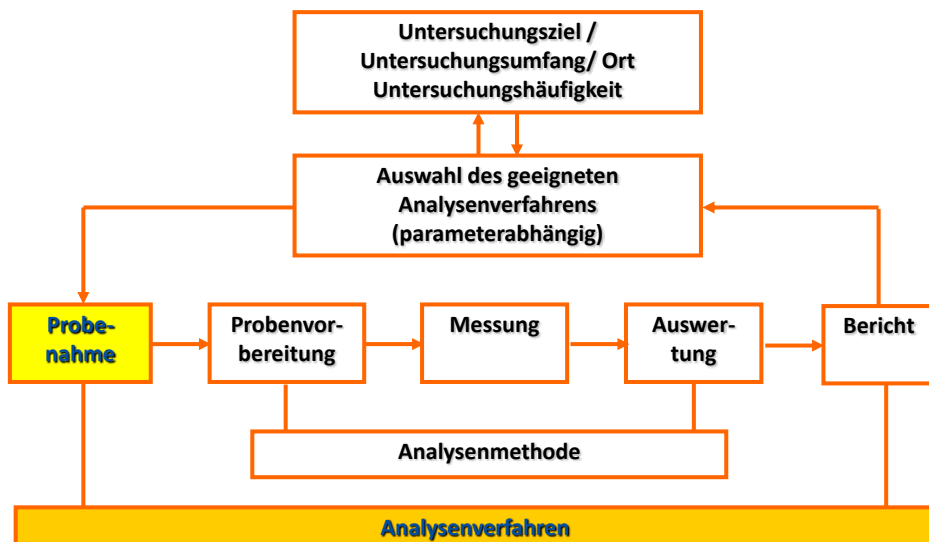 Untersuchungsziel /
Untersuchungsumfang/ Ort
Untersuchungshäufigkeit
Auswahl des geeigneten
Analysenverfahrens
(parameterabhängig)
Probe-
nahme
Probenvor-
bereitung
Messung
Auswer-
tung
Bericht
Analysenmethode
Analysenverfahren